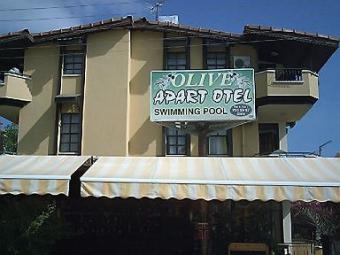 OLIVE
APART OTEL
SWIMMING POOL